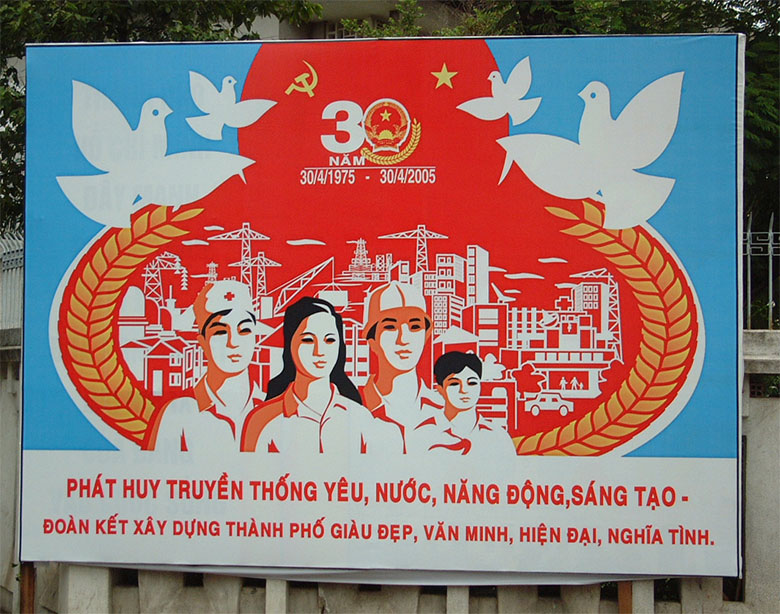 30
NĂM
30/4/1975 - 30/4/2005
PHÁT HUY TRUYỀN THỐNG YÊU, NƯỚC, NĂNG ĐỘNG,SÁNG TẠO -
ĐOÀN KẾT XÂY DỰNG THÀNH PHỐ GIÀU ĐẸP, VĂN MINH, HIỆN ĐẠI, NGHĨA TÌNH.